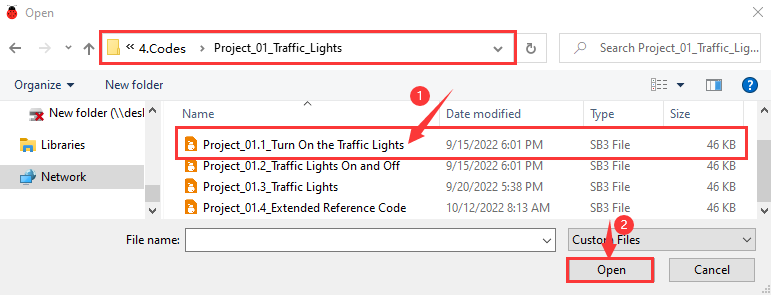 Open
« 4.Codes > Project_01_Traffic_Lights
Search Project_01_Traffic_Lig...
Organize New folder ?
1
New folder (\\desl
Libraries
Network
Name Date modified Type Size
Project_01.1_Turn On the Traffic Lights 9/15/2022 6:01 PM SB3 File 46 KB
Project_01.2_Traffic Lights On and Off 9/15/2022 6:01 PM SB3 File 46 KB
Project_01.3_Traffic Lights 9/20/2022 5:38 PM SB3 File 46 KB
Project_01.4_Extended Reference Code 10/12/2022 8:13 AM SB3 File 46 KB
2
File name: Custom Files
Open Cancel